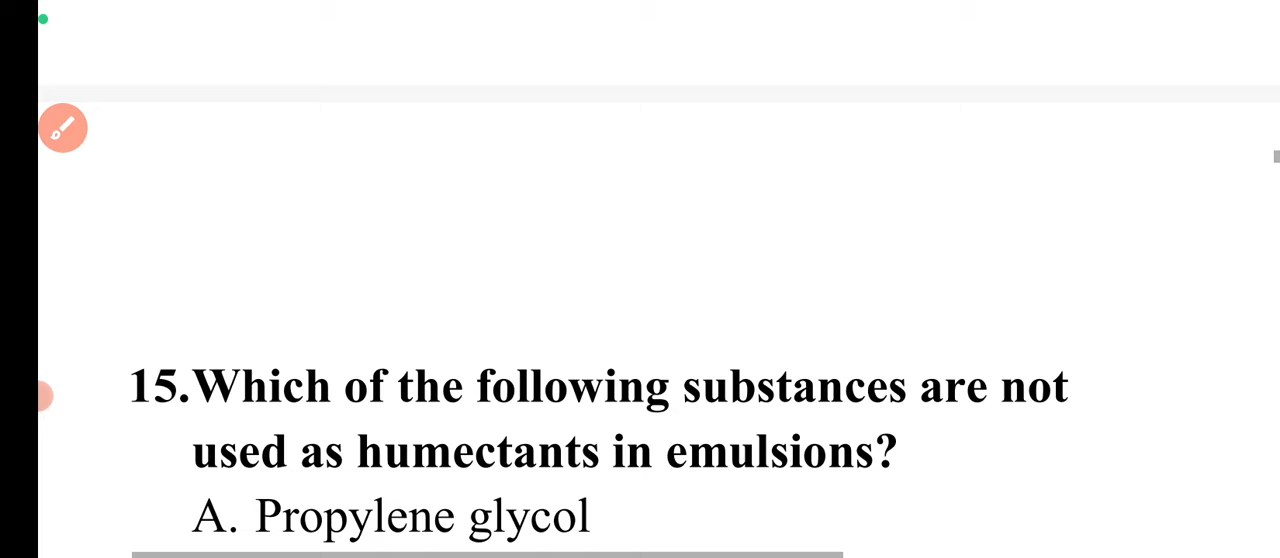 15.Which of the following substances are not
used as humectants in emulsions?
A. Propylene glycol